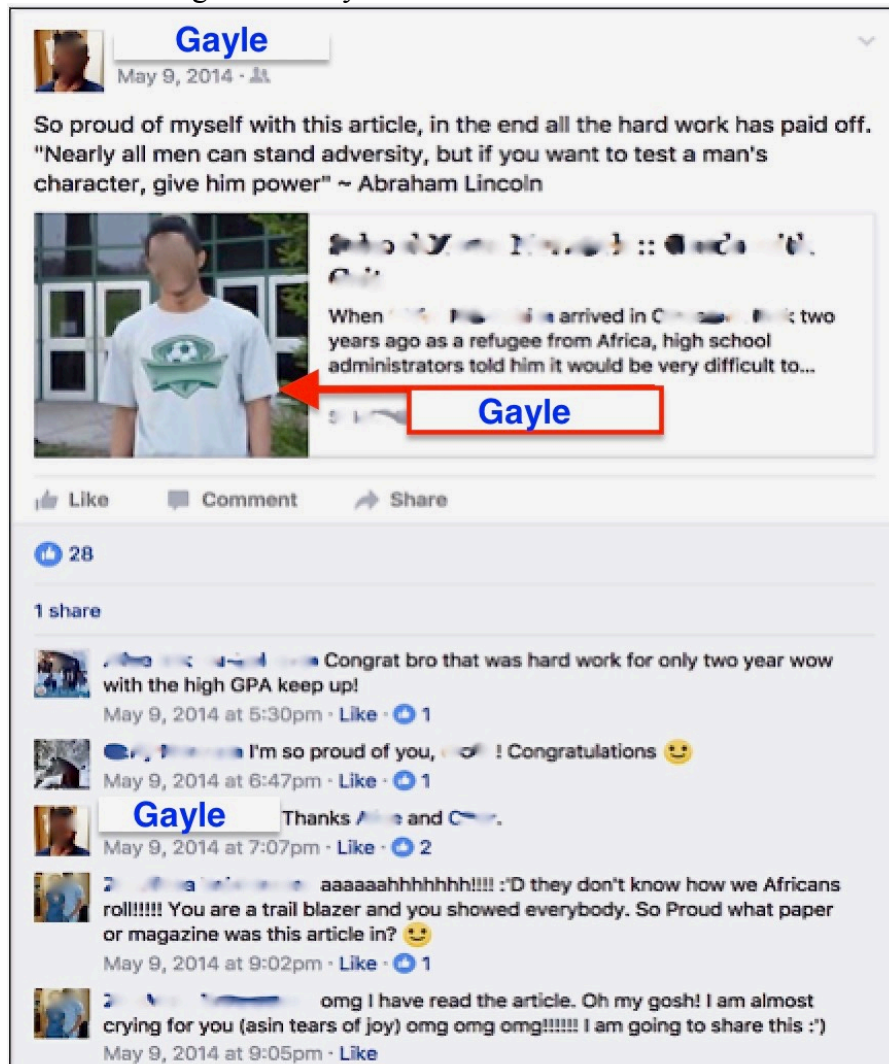 Gayle
May 9, 2014 ·
So proud of myself with this article, in the end all the hard work has paid off.
"Nearly all men can stand adversity, but if you want to test a man's
character, give him power" ~ Abraham Lincoln
When arrived in two
years ago as a refugee from Africa, high school
administrators told him it would be very difficult to...
Gayle
Like Comment Share
28
1 share
Congrat bro that was hard work for only two year wow
with the high GPA keep up!
May 9, 2014 at 5:30pm · Like · 1
I'm so proud of you, ! Congratulations
May 9, 2014 at 6:47pm · Like · 1
Gayle Thanks and .
May 9, 2014 at 7:07pm · Like · 2
aaaaaahhhhhhh!!!! :'D they don't know how we Africans
roll!!!!! You are a trail blazer and you showed everybody. So Proud what paper
or magazine was this article in?
May 9, 2014 at 9:02pm · Like · 1
omg I have read the article. Oh my gosh! I am almost
crying for you (asin tears of joy) omg omg omg!!!!!! I am going to share this :')
May 9, 2014 at 9:05pm · Like